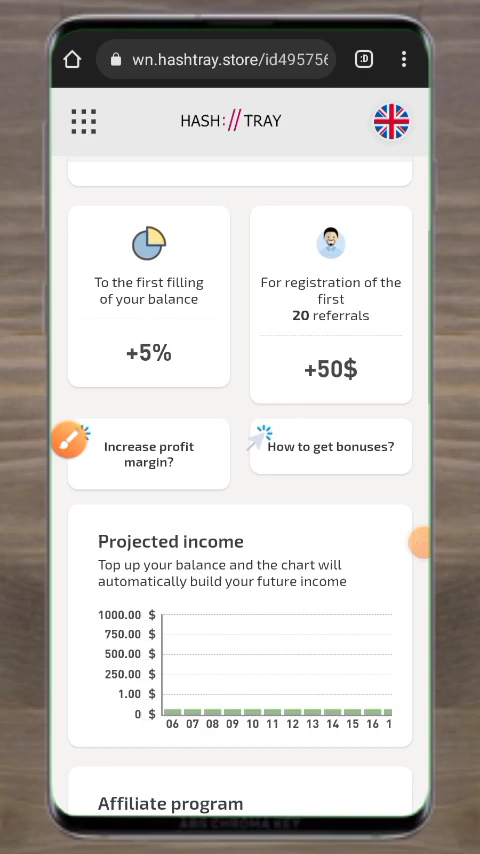 wn.hashtray.store/id495756
:D
HASH://TRAY
To the first filling
of your balance
+5%
For registration of the
first
20 referrals
+50$
Increase profit
margin?
How to get bonuses?
Projected income
Top up your balance and the chart will
automatically build your future income
1000.00 $
750.00 $
500.00 $
250.00 $
1.00 $
0 $
06 07 08 09 10 11 12 13 14 15 16 1
Affiliate program